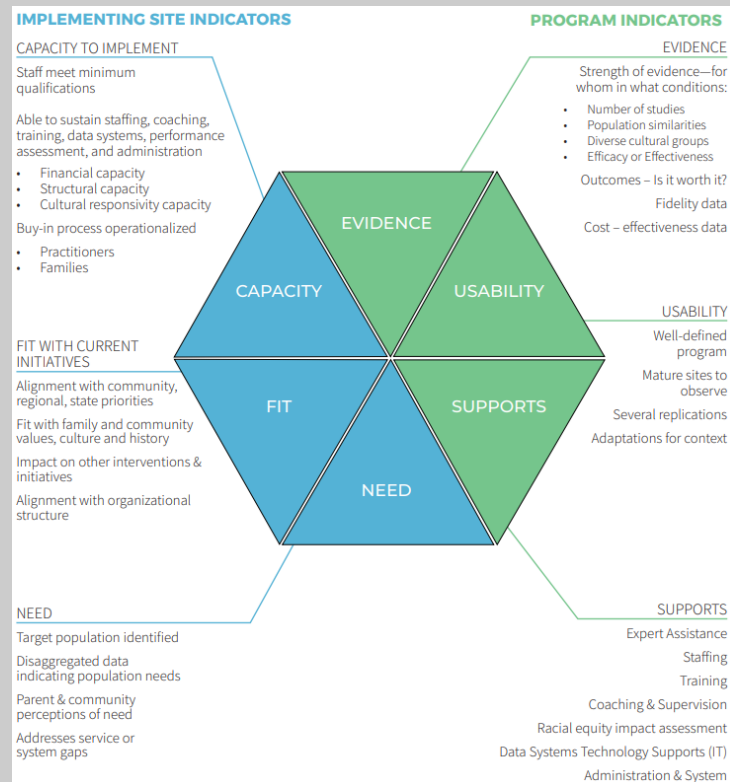 IMPLEMENTING SITE INDICATORS
CAPACITY TO IMPLEMENT
Staff meet minimum
qualifications
Able to sustain staffing, coaching,
training, data systems, performance
assessment, and administration
• Financial capacity
• Structural capacity
• Cultural responsivity capacity
Buy-in process operationalized
• Practitioners
• Families
FIT WITH CURRENT
INITIATIVES
Alignment with community,
regional, state priorities
Fit with family and community
values, culture and history
Impact on other interventions &
initiatives
Alignment with organizational
structure
NEED
Target population identified
Disaggregated data
indicating population needs
Parent & community
perceptions of need
Addresses service or
system gaps
EVIDENCE
CAPACITY
USABILITY
FIT
SUPPORTS
NEED
PROGRAM INDICATORS
EVIDENCE
Strength of evidence—for
whom in what conditions:
• Number of studies
• Population similarities
• Diverse cultural groups
• Efficacy or Effectiveness
Outcomes – Is it worth it?
Fidelity data
Cost – effectiveness data
USABILITY
Well-defined
program
Mature sites to
observe
Several replications
Adaptations for context
SUPPORTS
Expert Assistance
Staffing
Training
Coaching & Supervision
Racial equity impact assessment
Data Systems Technology Supports (IT)
Administration & System